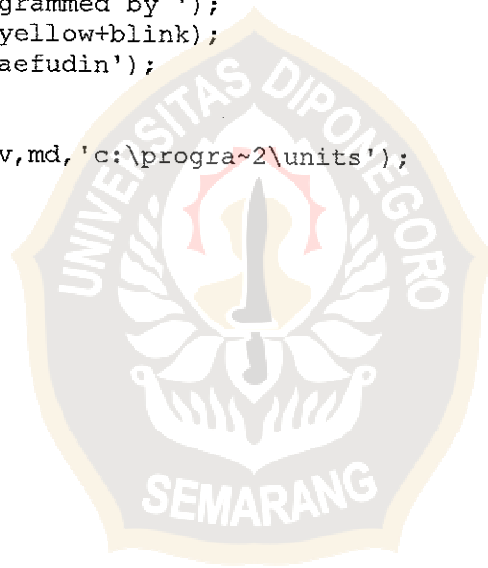 grammed by ');
yellow+blink);
aefudin');
v,md,'c:\progra~2\units');
UNIVERSITAS DIPONEGORO
SEMARANG